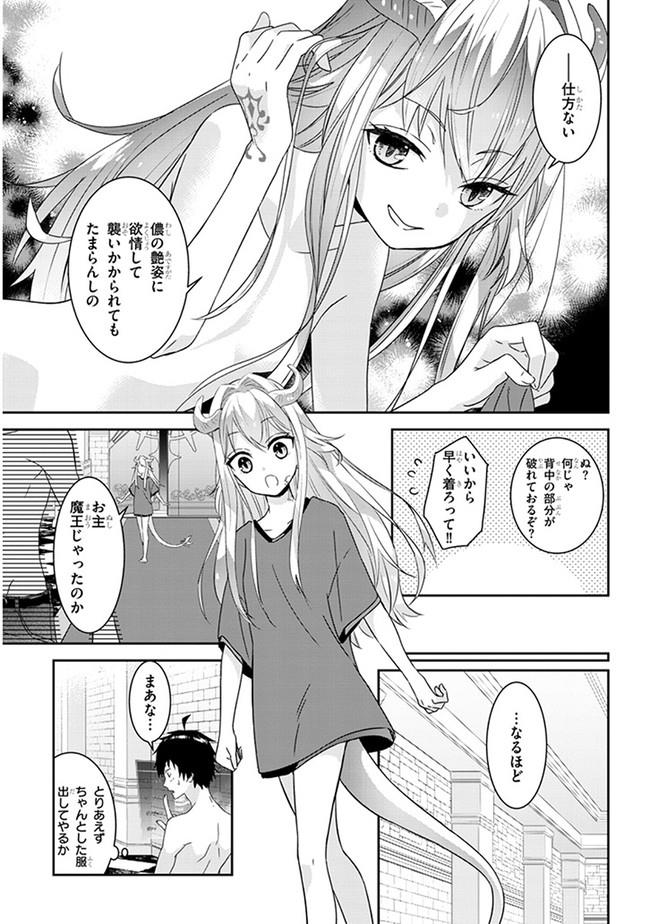 ――仕方ない
儂の艶姿に
欲情して
襲いかかられても
たまらんしの
ぬ?
何じゃ
背中の部分が
破れておるぞ?
いいから
早く着ろって!!
お主
魔王じゃったのか
…なるほど
まあな…
とりあえず
ちゃんとした服
出してやるか